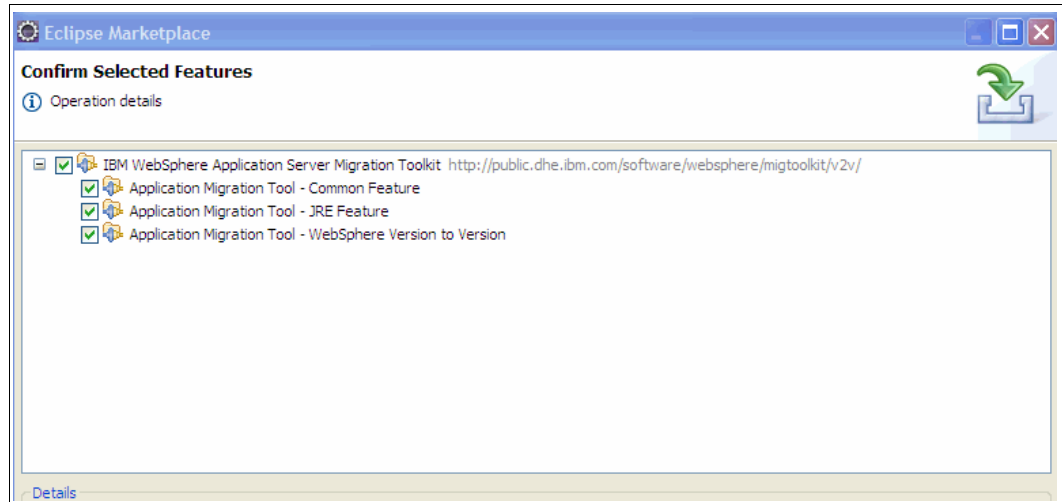 Eclipse Marketplace
Confirm Selected Features
Operation details
IBM WebSphere Application Server Migration Toolkit http://public.dhe.ibm.com/software/websphere/migtoolkit/v2v/
Application Migration Tool - Common Feature
Application Migration Tool - JRE Feature
Application Migration Tool - WebSphere Version to Version
Details